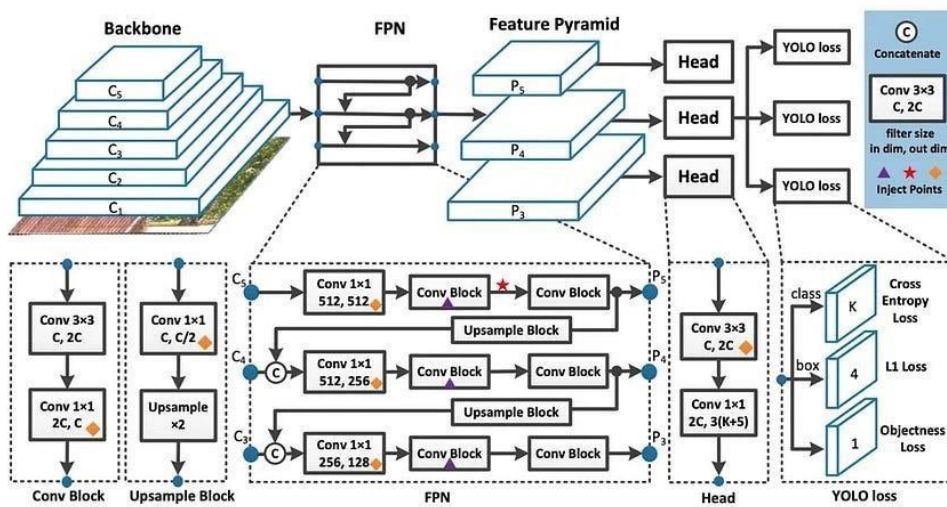 Backbone
FPN
Feature Pyramid
C5
C4
C3
C2
C1
P5
P4
P3
Head
Head
Head
YOLO loss
YOLO loss
YOLO loss
C
Concatenate
Conv 3×3
C, 2C
filter size
in dim, out dim
Inject Points
Conv 3×3
C, 2C
Conv 1×1
2C, C
Conv Block
Conv 1×1
C, C/2
Upsample
×2
Upsample Block
C5
Conv 1×1
512, 512
Conv Block
Conv Block
P5
Upsample Block
C4
C
Conv 1×1
512, 256
Conv Block
Conv Block
P4
Upsample Block
C3
C
Conv 1×1
256, 128
Conv Block
Conv Block
P3
FPN
Conv 3×3
C, 2C
Conv 1×1
2C, 3(K+5)
Head
class
K
Cross
Entropy
Loss
box
4
L1 Loss
1
Objectness
Loss
YOLO loss